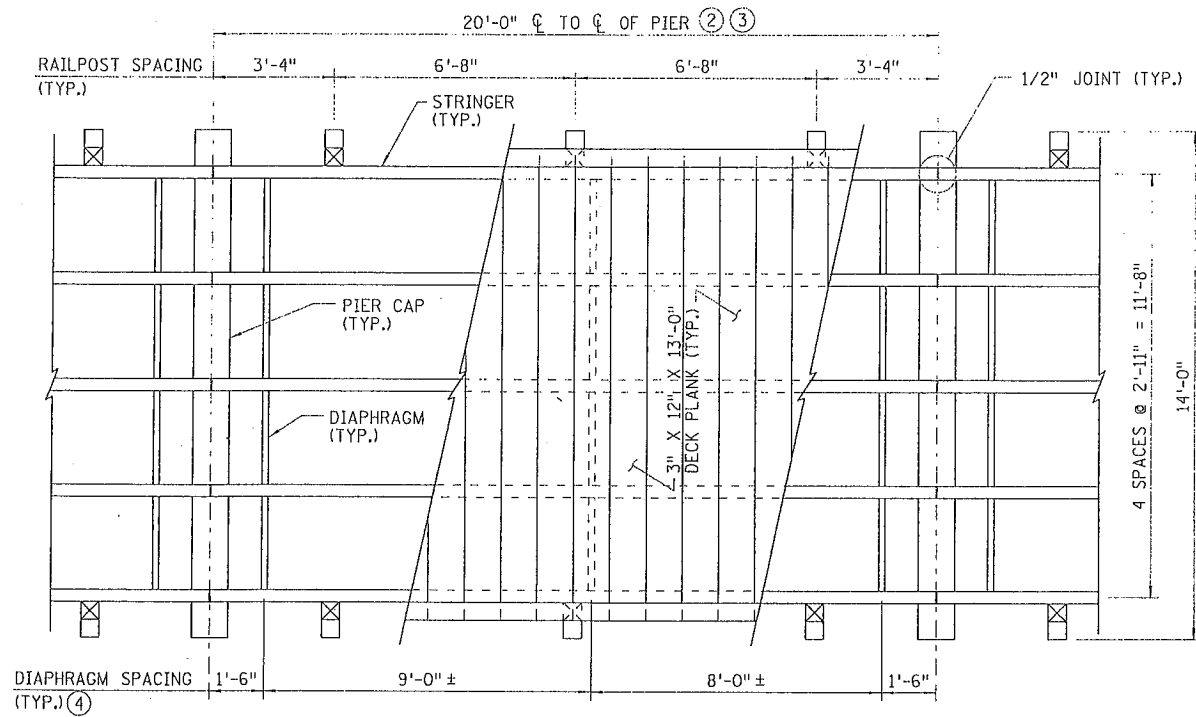 20'-0" ℄ TO ℄ OF PIER ② ③
RAILPOST SPACING
(TYP.)
3'-4"
6'-8"
6'-8"
3'-4"
1/2" JOINT (TYP.)
STRINGER
(TYP.)
PIER CAP
(TYP.)
DIAPHRAGM
(TYP.)
3" X 12" X 13'-0"
DECK PLANK (TYP.)
4 SPACES @ 2'-11" = 11'-8"
14'-0"
DIAPHRAGM SPACING
(TYP.) ④
1'-6"
9'-0" ±
8'-0" ±
1'-6"